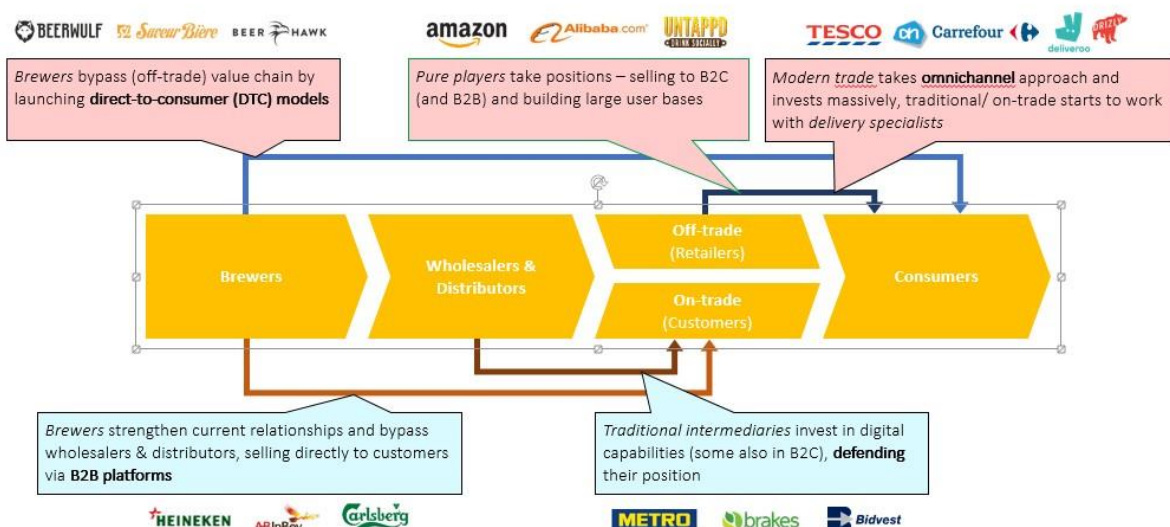 BEERWULF
Saveur Bière
BEER HAWK
amazon
Alibaba.com
UNTAPPD
DRINK SOCIALLY
TESCO
ah
Carrefour
deliveroo
DRIZLY
Brewers bypass (off-trade) value chain by
launching direct-to-consumer (DTC) models
Pure players take positions – selling to B2C
(and B2B) and building large user bases
Modern trade takes omnichannel approach and
invests massively, traditional/ on-trade starts to work
with delivery specialists
Brewers
Wholesalers &
Distributors
Off-trade
(Retailers)
On-trade
(Customers)
Consumers
Brewers strengthen current relationships and bypass
wholesalers & distributors, selling directly to customers
via B2B platforms
Traditional intermediaries invest in digital
capabilities (some also in B2C), defending
their position
HEINEKEN
ABInBev
Carlsberg
METRO
brakes
Bidvest